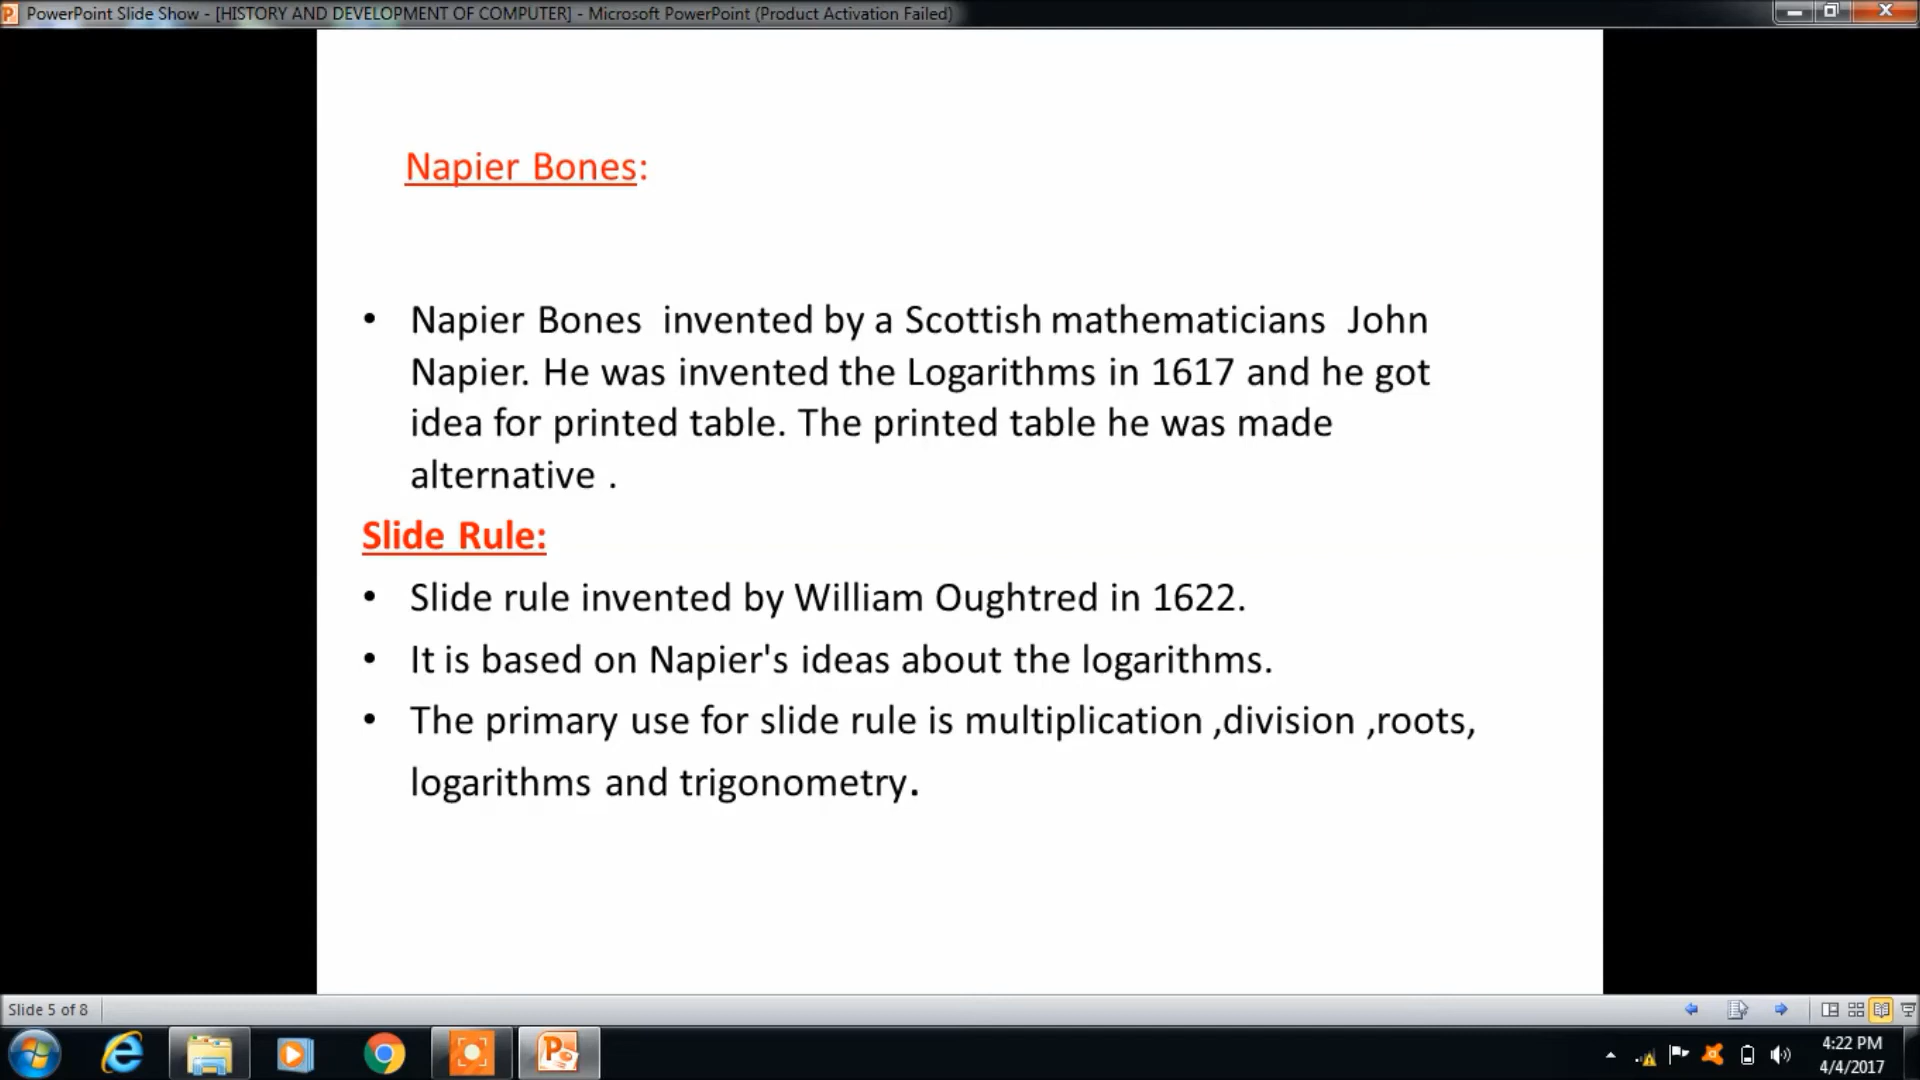 PowerPoint Slide Show - [HISTORY AND DEVELOPMENT OF COMPUTER] - Microsoft PowerPoint (Product Activation Failed)
Napier Bones:
• Napier Bones invented by a Scottish mathematicians John
Napier. He was invented the Logarithms in 1617 and he got
idea for printed table. The printed table he was made
alternative .
Slide Rule:
• Slide rule invented by William Oughtred in 1622.
• It is based on Napier's ideas about the logarithms.
• The primary use for slide rule is multiplication ,division ,roots,
logarithms and trigonometry.
Slide 5 of 8
4:22 PM
4/4/2017